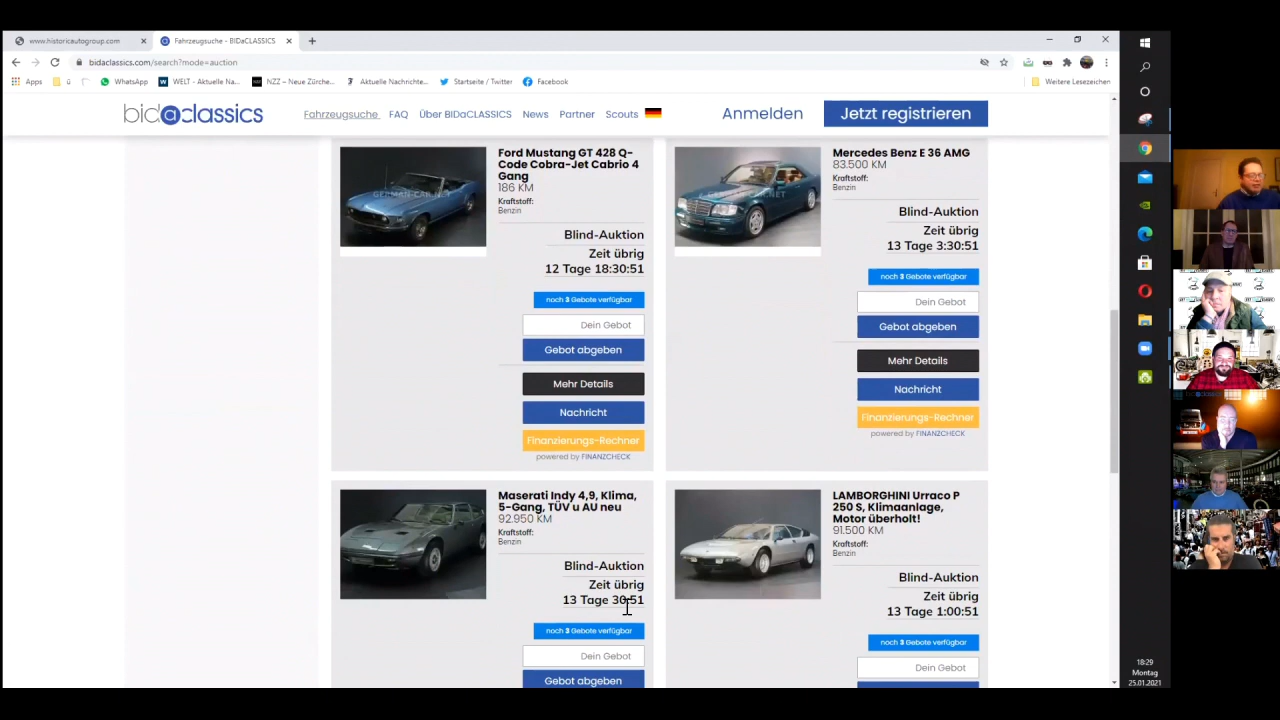 www.historicautogroup.com
Fahrzeugsuche - BIDaCLASSICS
bidaclassics.com/search?mode=auction
Apps
ü
WhatsApp
WELT - Aktuelle Na...
NZZ – Neue Zürche...
Aktuelle Nachrichte...
Startseite / Twitter
Facebook
Weitere Lesezeichen
bidaclassics
Fahrzeugsuche
FAQ
Über BIDaCLASSICS
News
Partner
Scouts
Anmelden
Jetzt registrieren
GERMAN-CAR.NET
Ford Mustang GT 428 Q-
Code Cobra-Jet Cabrio 4
Gang
186 KM
Kraftstoff:
Benzin
Blind-Auktion
Zeit übrig
12 Tage 18:30:51
noch 3 Gebote verfügbar
Dein Gebot
Gebot abgeben
Mehr Details
Nachricht
Finanzierungs-Rechner
powered by FINANZCHECK
Mercedes Benz E 36 AMG
83.500 KM
Kraftstoff:
Benzin
Blind-Auktion
Zeit übrig
13 Tage 3:30:51
noch 3 Gebote verfügbar
Dein Gebot
Gebot abgeben
Mehr Details
Nachricht
Finanzierungs-Rechner
powered by FINANZCHECK
Maserati Indy 4,9, Klima,
5-Gang, TÜV u AU neu
92.950 KM
Kraftstoff:
Benzin
Blind-Auktion
Zeit übrig
13 Tage 30:51
noch 3 Gebote verfügbar
Dein Gebot
Gebot abgeben
LAMBORGHINI Urraco P
250 S, Klimaanlage,
Motor überholt!
91.500 KM
Kraftstoff:
Benzin
Blind-Auktion
Zeit übrig
13 Tage 1:00:51
noch 3 Gebote verfügbar
Dein Gebot
18:29
Montag
25.01.2021